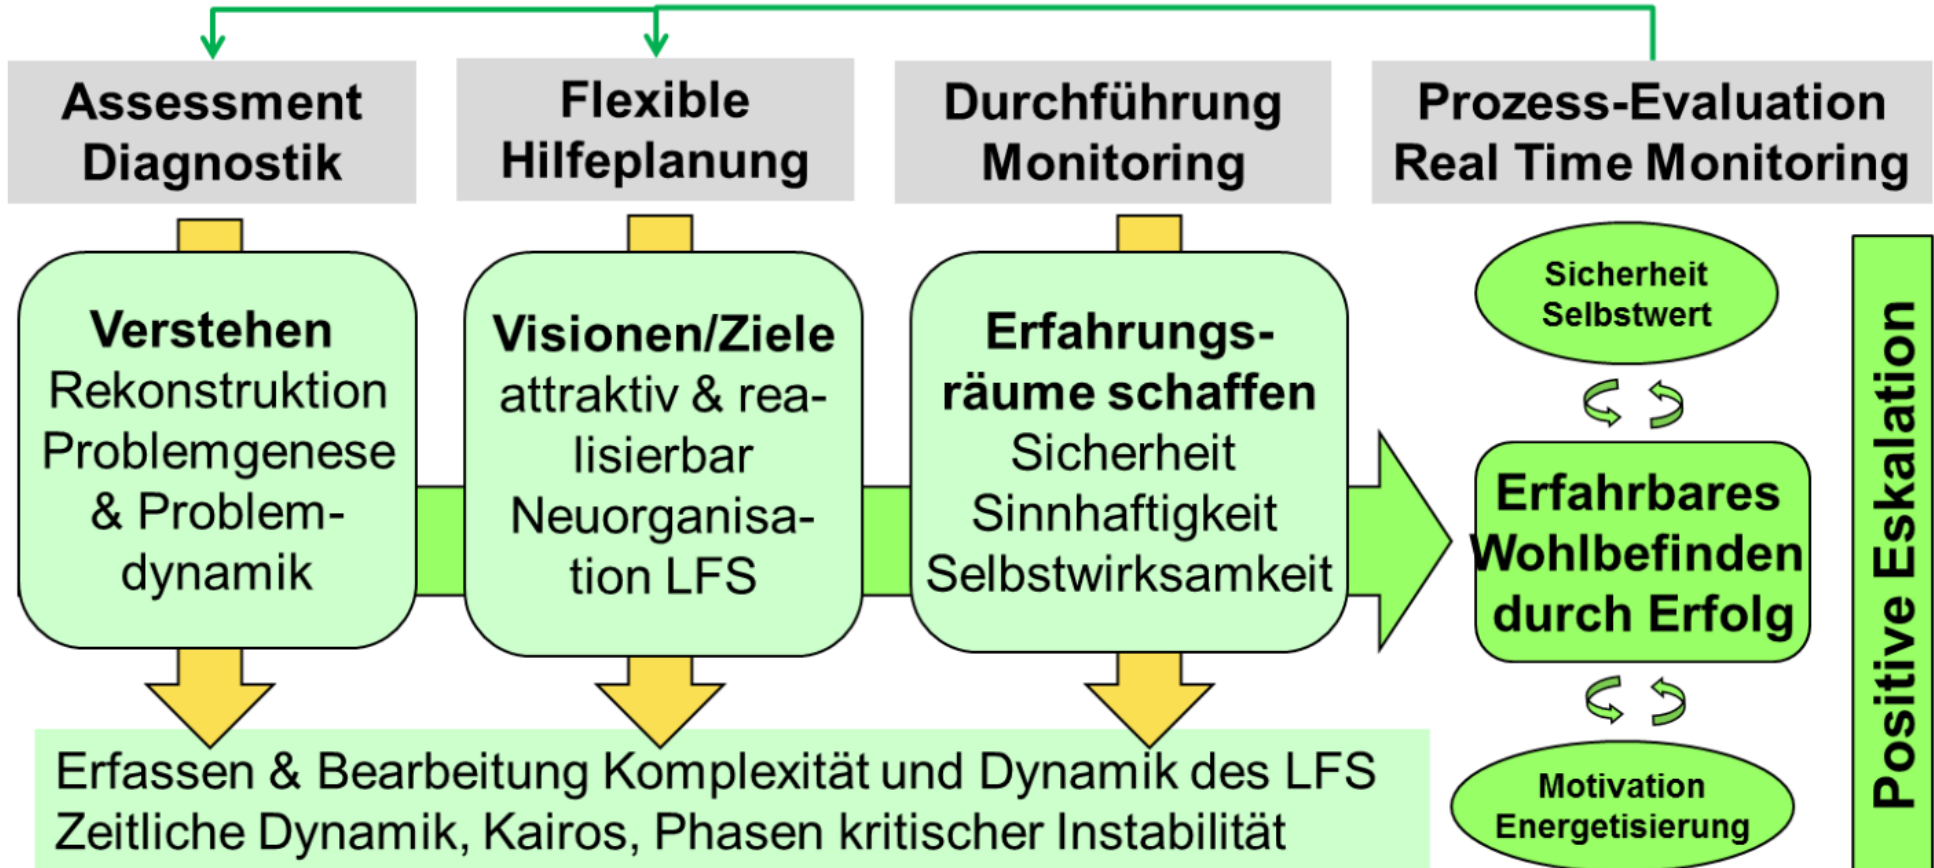 Assessment
Diagnostik
Flexible
Hilfeplanung
Durchführung
Monitoring
Prozess-Evaluation
Real Time Monitoring
Verstehen
Rekonstruktion
Problemgenese
& Problem-
dynamik
Visionen/Ziele
attraktiv & rea-
lisierbar
Neuorganisa-
tion LFS
Erfahrungs-
räume schaffen
Sicherheit
Sinnhaftigkeit
Selbstwirksamkeit
Sicherheit
Selbstwert
Erfahrbares
Wohlbefinden
durch Erfolg
Motivation
Energetisierung
Positive Eskalation
Erfassen & Bearbeitung Komplexität und Dynamik des LFS
Zeitliche Dynamik, Kairos, Phasen kritischer Instabilität